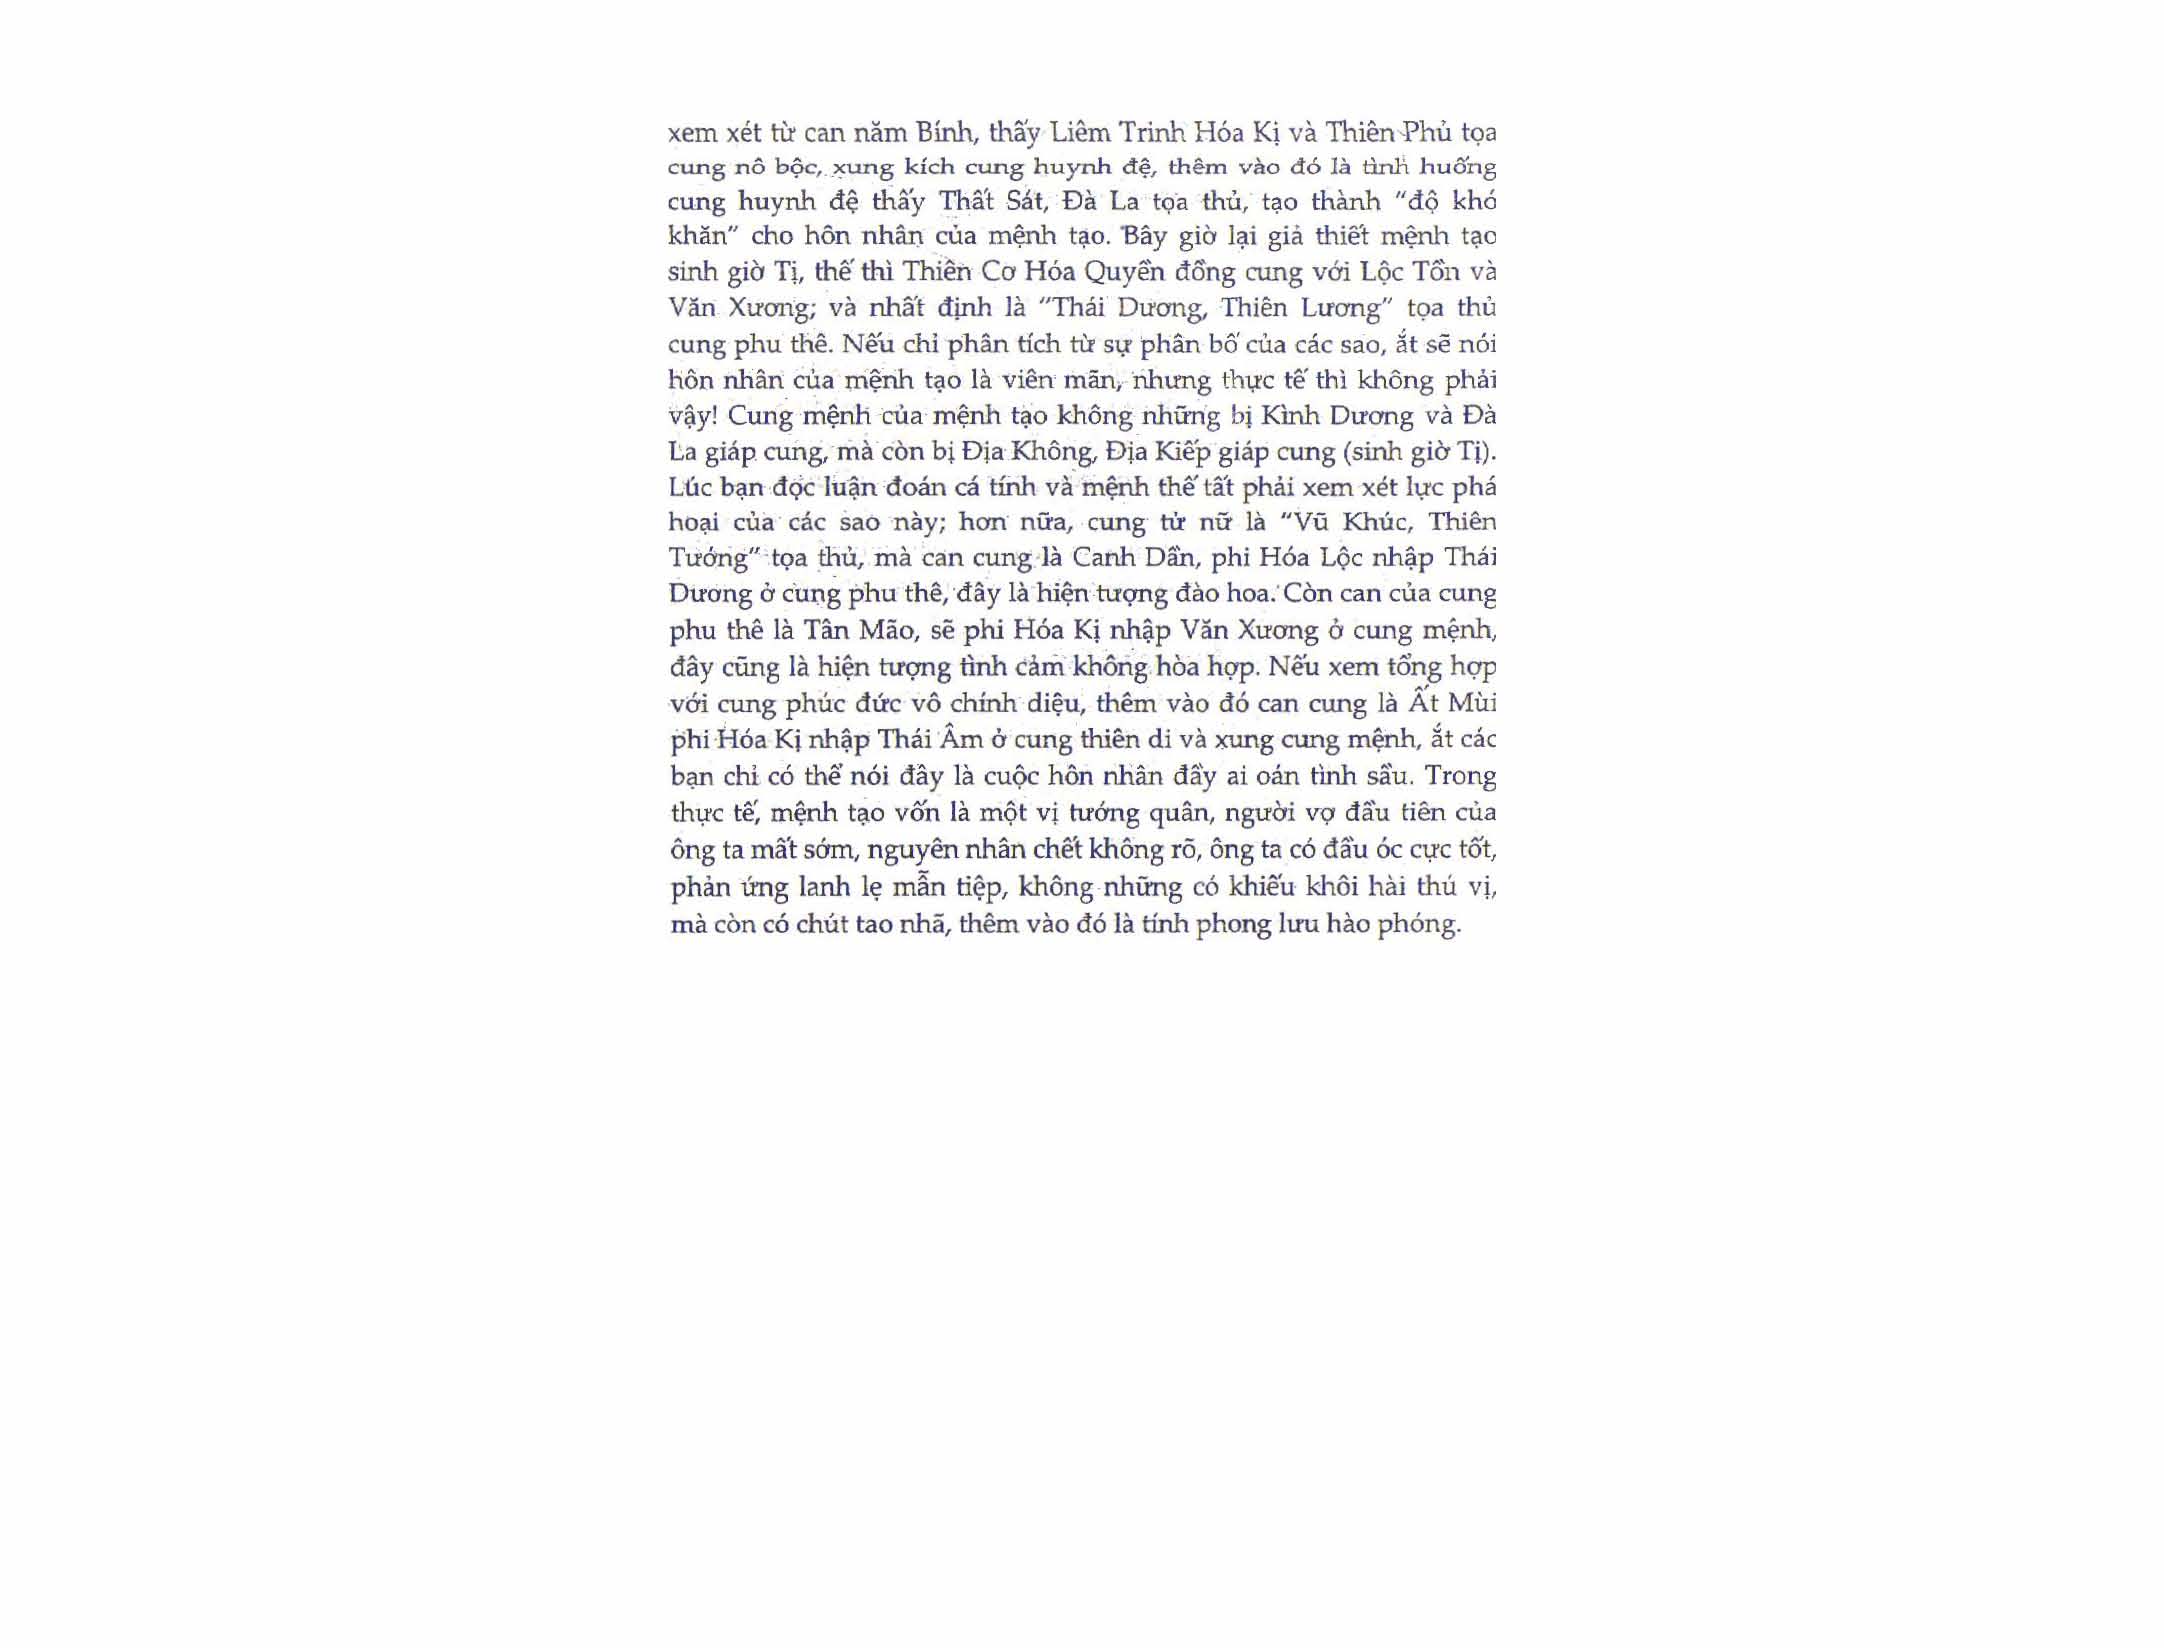 xem xét từ can năm Bính, thấy Liêm Trinh Hóa Kị và Thiên Phủ tọa
cung nô bộc, xung kích cung huynh đệ, thêm vào đó là tình huống
cung huynh đệ thấy Thất Sát, Đà La tọa thủ, tạo thành "độ khó
khăn" cho hôn nhân của mệnh tạo. Bây giờ lại giả thiết mệnh tạo
sinh giờ Tị, thế thì Thiên Cơ Hóa Quyền đồng cung với Lộc Tồn và
Văn Xương; và nhất định là "Thái Dương, Thiên Lương" tọa thủ
cung phu thê. Nếu chỉ phân tích từ sự phân bố của các sao, ắt sẽ nói
hôn nhân của mệnh tạo là viên mãn, nhưng thực tế thì không phải
vậy! Cung mệnh của mệnh tạo không những bị Kình Dương và Đà
La giáp cung, mà còn bị Địa Không, Địa Kiếp giáp cung (sinh giờ Tị).
Lúc bạn đọc luận đoán cá tính và mệnh thế tất phải xem xét lực phá
hoại của các sao này; hơn nữa, cung tử nữ là "Vũ Khúc, Thiên
Tướng" tọa thủ, mà can cung là Canh Dần, phi Hóa Lộc nhập Thái
Dương ở cung phu thê, đây là hiện tượng đào hoa. Còn can của cung
phu thê là Tân Mão, sẽ phi Hóa Kị nhập Văn Xương ở cung mệnh,
đây cũng là hiện tượng tình cảm không hòa hợp. Nếu xem tổng hợp
với cung phúc đức vô chính diệu, thêm vào đó can cung là Ất Mùi
phi Hóa Kị nhập Thái Âm ở cung thiên di và xung cung mệnh, ắt các
bạn chỉ có thể nói đây là cuộc hôn nhân đầy ai oán tình sầu. Trong
thực tế, mệnh tạo vốn là một vị tướng quân, người vợ đầu tiên của
ông ta mất sớm, nguyên nhân chết không rõ, ông ta có đầu óc cực tốt,
phản ứng lanh lẹ mẫn tiệp, không những có khiếu khôi hài thú vị,
mà còn có chút tao nhã, thêm vào đó là tính phong lưu hào phóng.